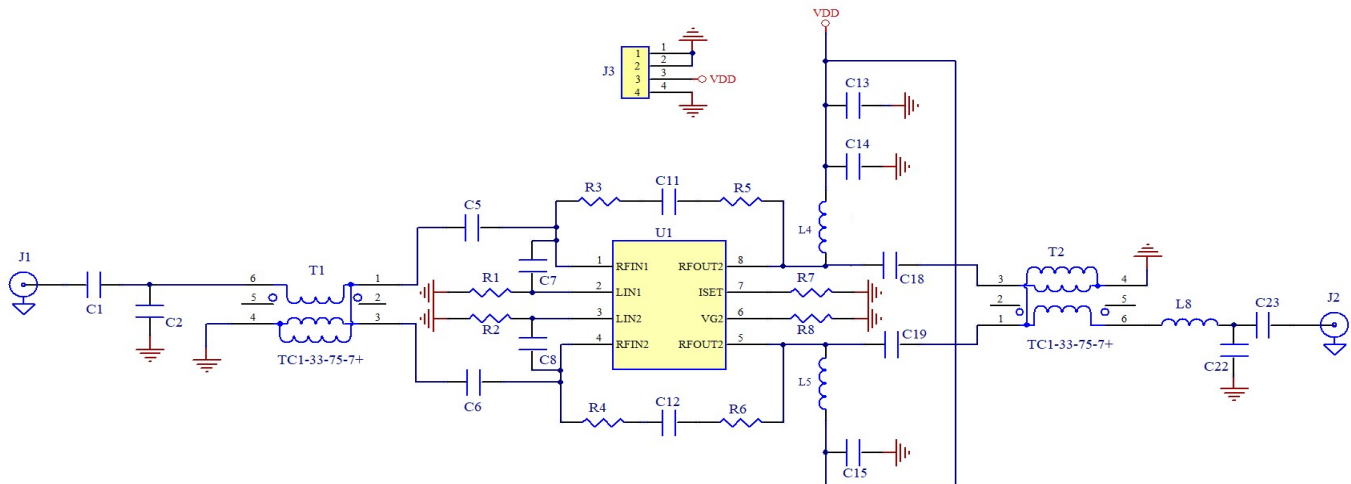 VDD
J3
1
2
3
4
1
2
3
4
VDD
C13
C14
R3
C11
R5
L4
C5
U1
J1
C1
C2
T1
6
5
4
1
2
3
TC1-33-75-7+
C7
R1
R2
C8
C6
1
2
3
4
RFIN1
LIN1
LIN2
RFIN2
RFOUT2
ISET
VG2
RFOUT2
8
7
6
5
R7
R8
C18
C19
T2
3
2
1
4
5
6
TC1-33-75-7+
L8
C23
J2
C22
L5
R4
C12
R6
C15